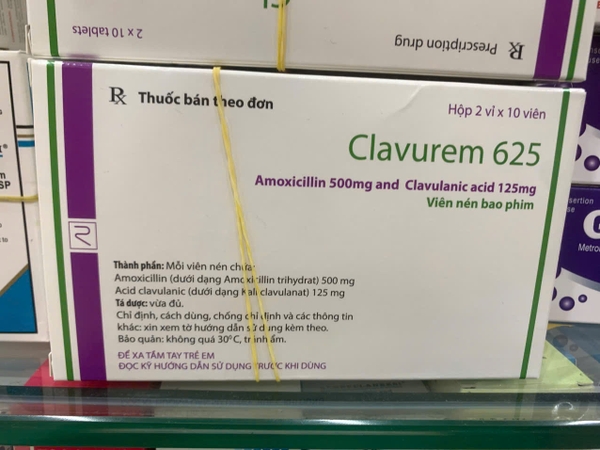 2 x 10 tablets
Rx Prescription drug
Rx Thuốc bán theo đơn
Hộp 2 vỉ x 10 viên
Clavurem 625
Amoxicillin 500mg and Clavulanic acid 125mg
Viên nén bao phim
Thành phần: Mỗi viên nén chứa
Amoxicillin (dưới dạng Amoxicillin trihydrat) 500 mg
Acid clavulanic (dưới dạng Kali clavulanat) 125 mg
Tá dược: vừa đủ.
Chỉ định, cách dùng, chống chỉ định và các thông tin
khác: xin xem tờ hướng dẫn sử dụng kèm theo.
Bảo quản: không quá 30°C, tránh ẩm.
ĐỂ XA TẦM TAY TRẺ EM
ĐỌC KỸ HƯỚNG DẪN SỬ DỤNG TRƯỚC KHI DÙNG
SP